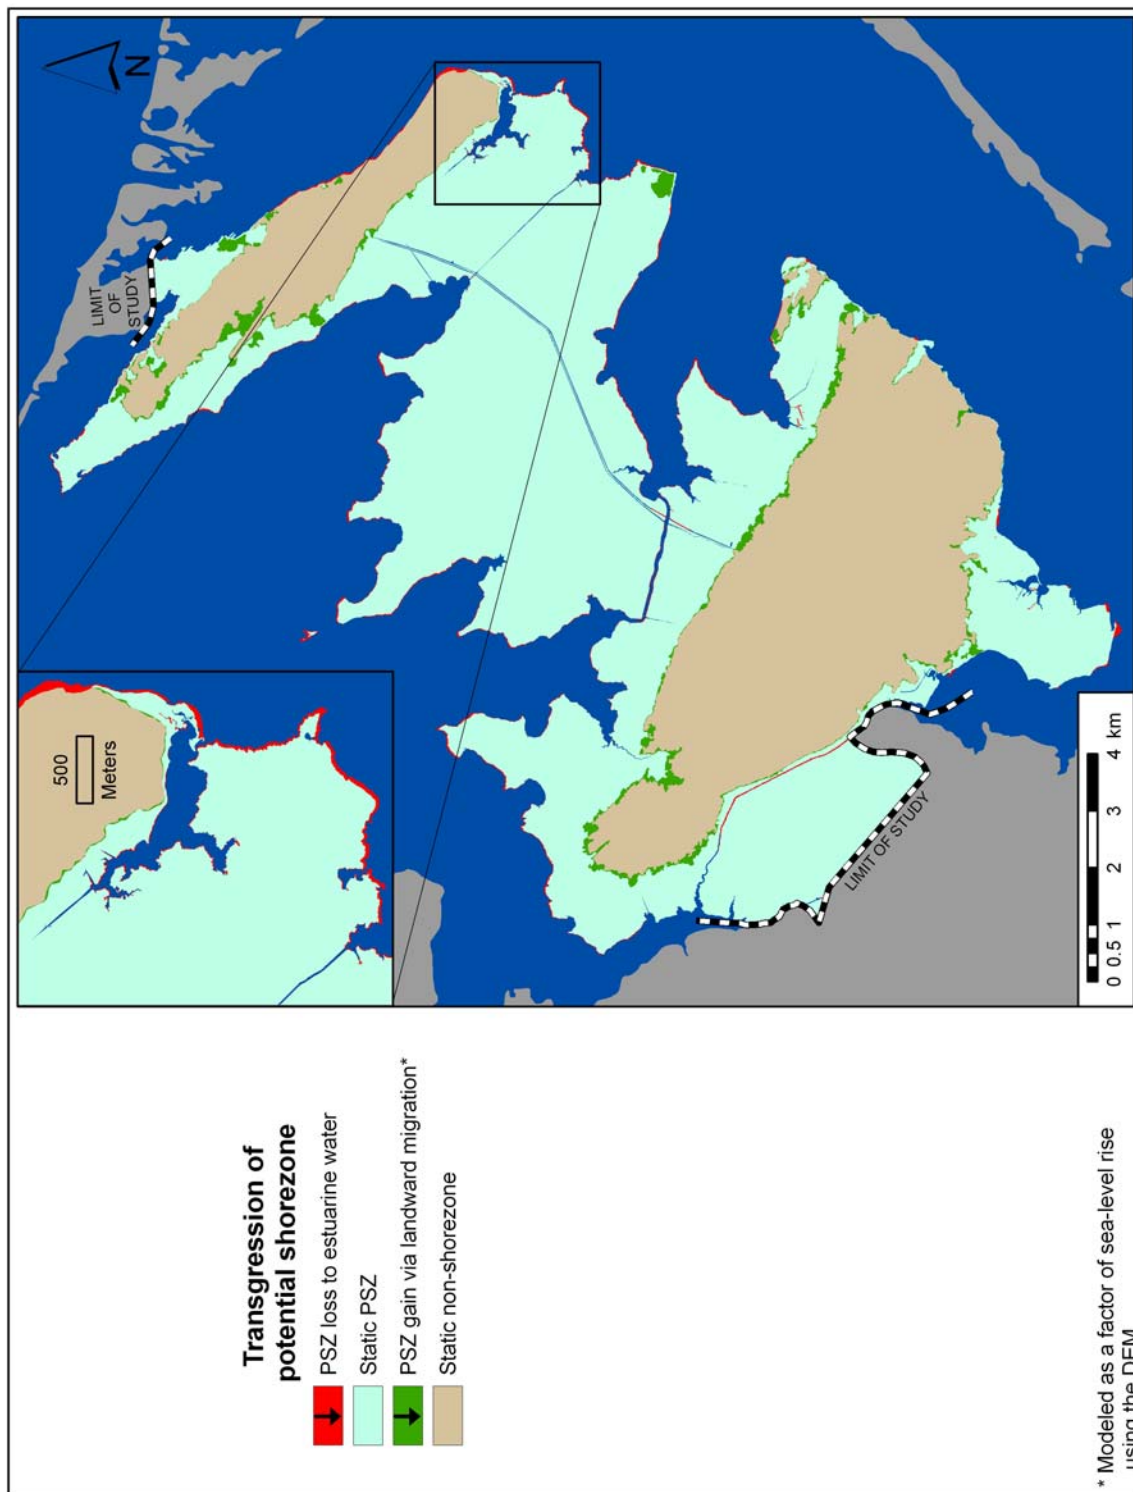 Transgression of
potential shorezone
PSZ loss to estuarine water
Static PSZ
PSZ gain via landward migration*
Static non-shorezone
* Modeled as a factor of sea-level rise
using the DEM
500
Meters
N
LIMIT
OF
STUDY
LIMIT OF STUDY
0 0.5 1 2 3 4 km